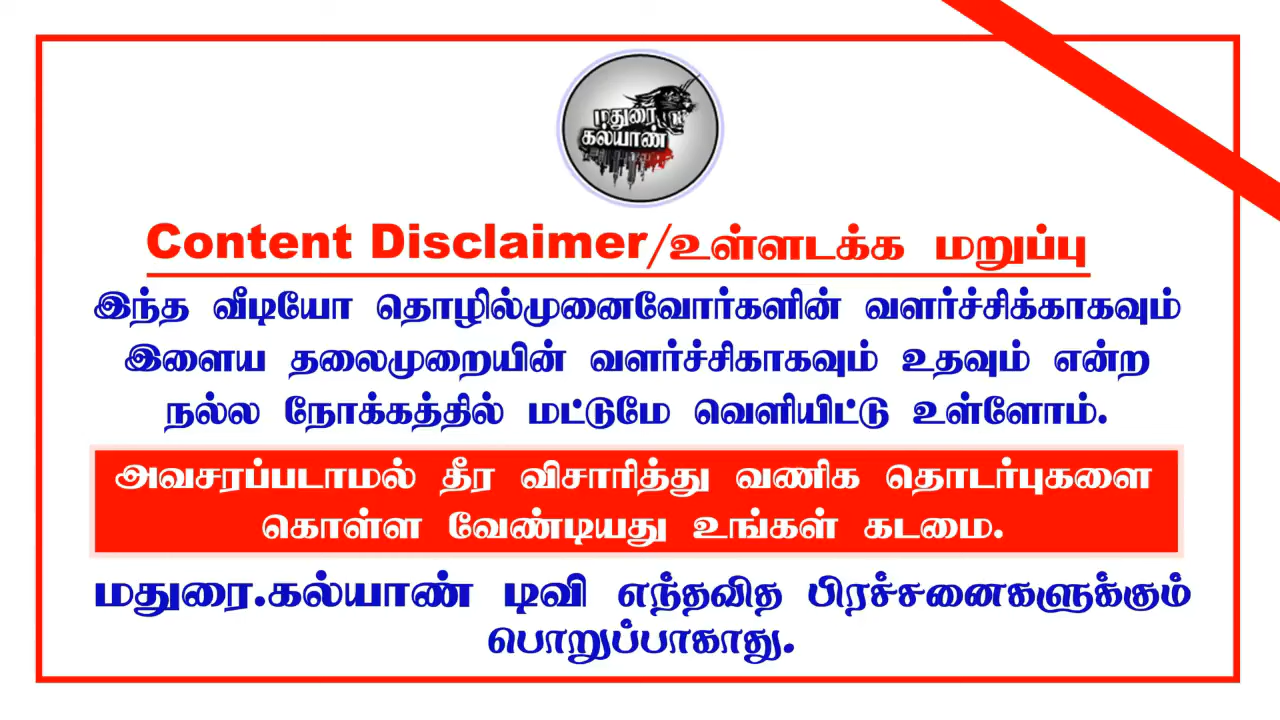 மதுரை
கல்யாண்
Content Disclaimer/உள்ளடக்க மறுப்பு
இந்த வீடியோ தொழில்முனைவோர்களின் வளர்ச்சிக்காகவும்
இளைய தலைமுறையின் வளர்ச்சிகாகவும் உதவும் என்ற
நல்ல நோக்கத்தில் மட்டுமே வெளியிட்டு உள்ளோம்.
அவசரப்படாமல் தீர விசாரித்து வணிக தொடர்புகளை
கொள்ள வேண்டியது உங்கள் கடமை.
மதுரை.கல்யாண் டிவி எந்தவித பிரச்சனைகளுக்கும்
பொறுப்பாகாது.